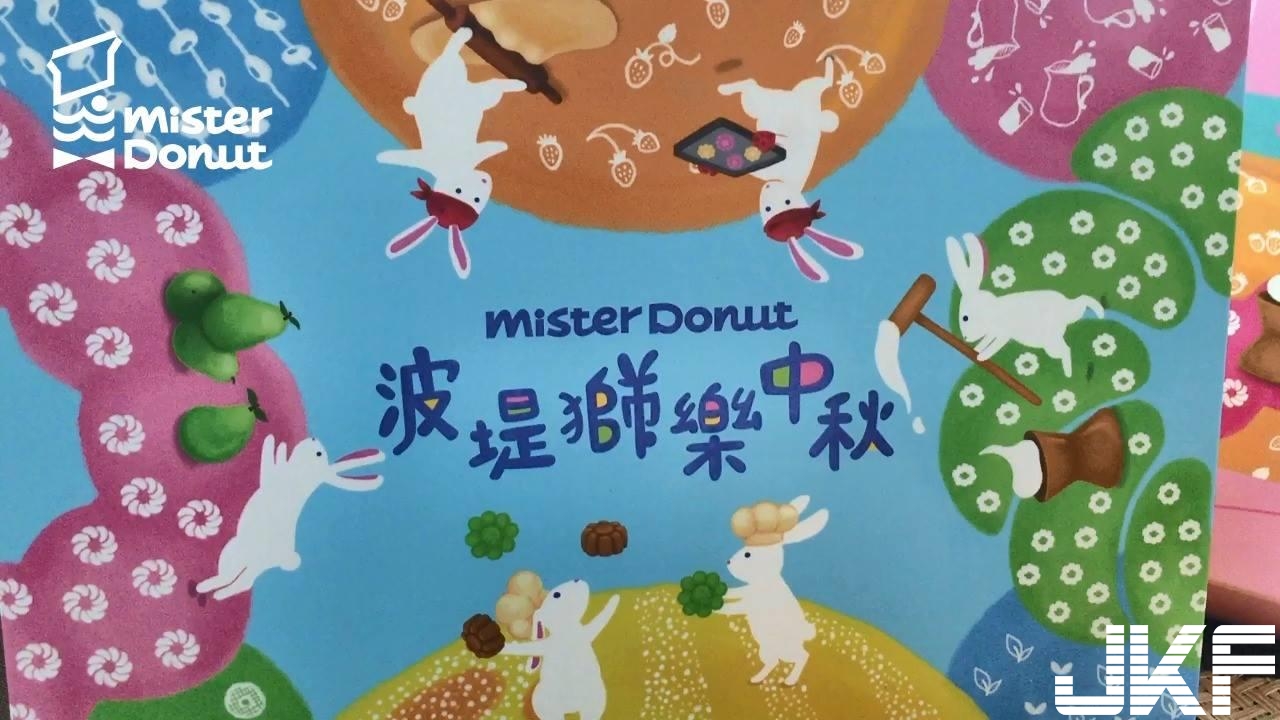 mister
Donut
mister Donut
波堤獅樂中秋
JKF